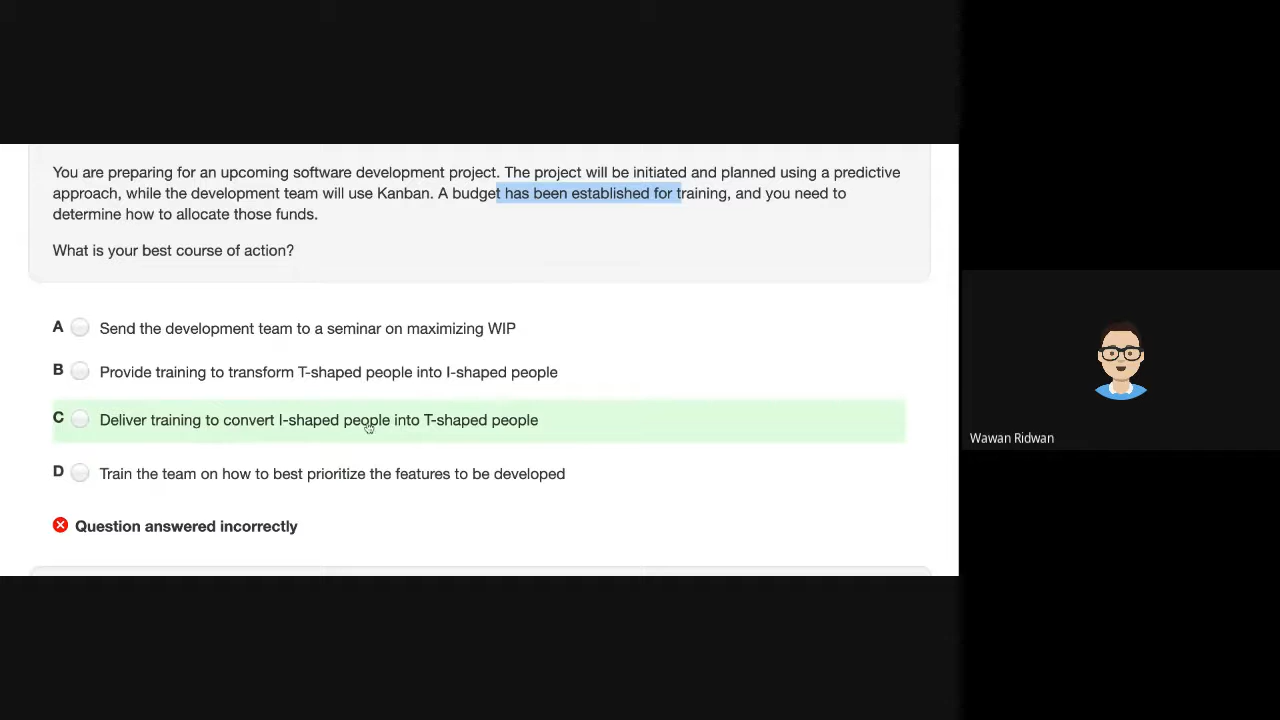 You are preparing for an upcoming software development project. The project will be initiated and planned using a predictive
approach, while the development team will use Kanban. A budget has been established for training, and you need to
determine how to allocate those funds.
What is your best course of action?
A Send the development team to a seminar on maximizing WIP
B Provide training to transform T-shaped people into I-shaped people
C Deliver training to convert I-shaped people into T-shaped people
D Train the team on how to best prioritize the features to be developed
Question answered incorrectly
Wawan Ridwan